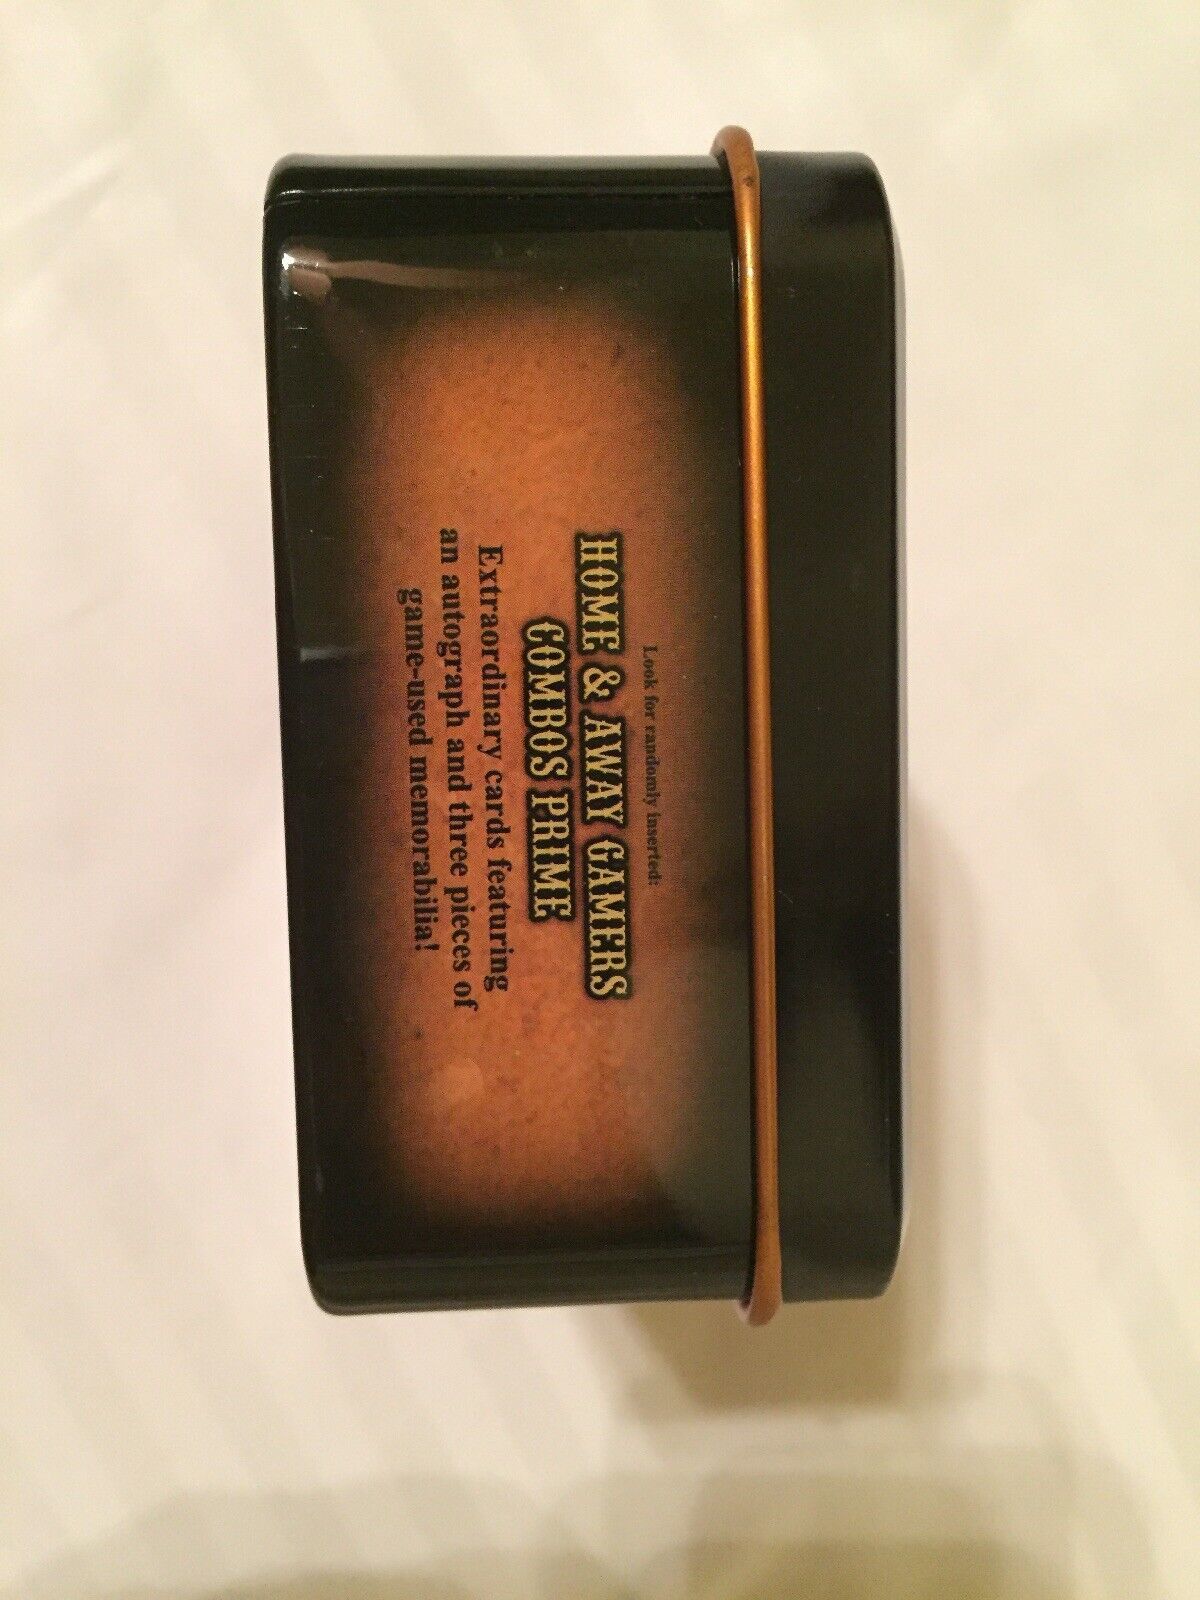 Look for randomly inserted:
HOME & AWAY GAMERS
COMBOS PRIME
Extraordinary cards featuring
an autograph and three pieces of
game-used memorabilia!